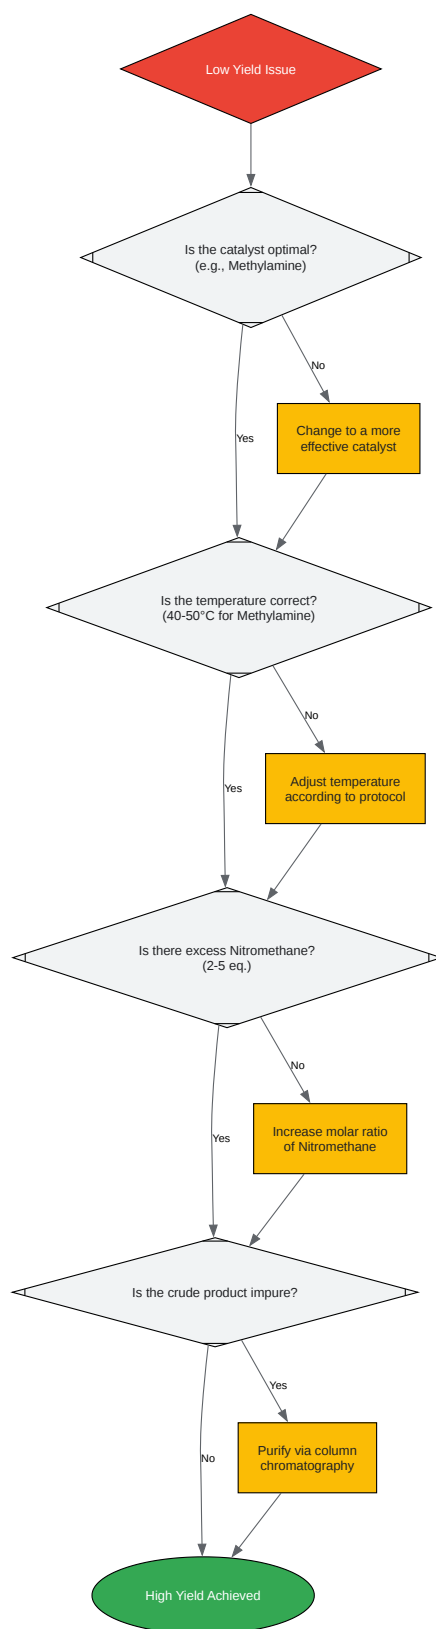 Low Yield Issue
Is the catalyst optimal?
(e.g., Methylamine)
No
Change to a more
effective catalyst
Yes
Is the temperature correct?
(40-50°C for Methylamine)
No
Adjust temperature
according to protocol
Yes
Is there excess Nitromethane?
(2-5 eq.)
No
Increase molar ratio
of Nitromethane
Yes
Is the crude product impure?
Yes
Purify via column
chromatography
No
High Yield Achieved